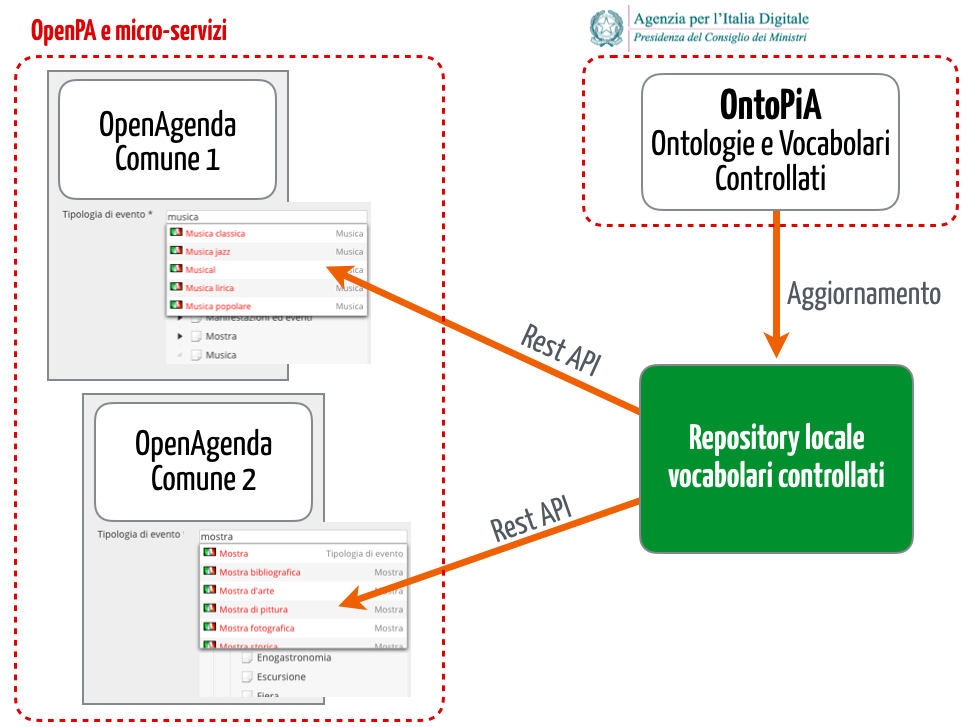 OpenPA e micro-servizi
Agenzia per l'Italia Digitale
Presidenza del Consiglio dei Ministri
OpenAgenda
Comune 1
Tipologia di evento *
musica
Musica classica Musica
Musica jazz Musica
Musical
Musica lirica Musica
Musica popolare Musica
Manifestazioni ed eventi
Mostra
Musica
OntoPiA
Ontologie e Vocabolari
Controllati
Aggiornamento
Rest API
Repository locale
vocabolari controllati
Rest API
OpenAgenda
Comune 2
Tipologia di evento
mostra
Mostra Tipologia di evento
Mostra bibliografica Mostra
Mostra d'arte Mostra
Mostra di pittura Mostra
Mostra fotografica Mostra
Mostra storica Mostra
Enogastronomia
Escursione
Fiera